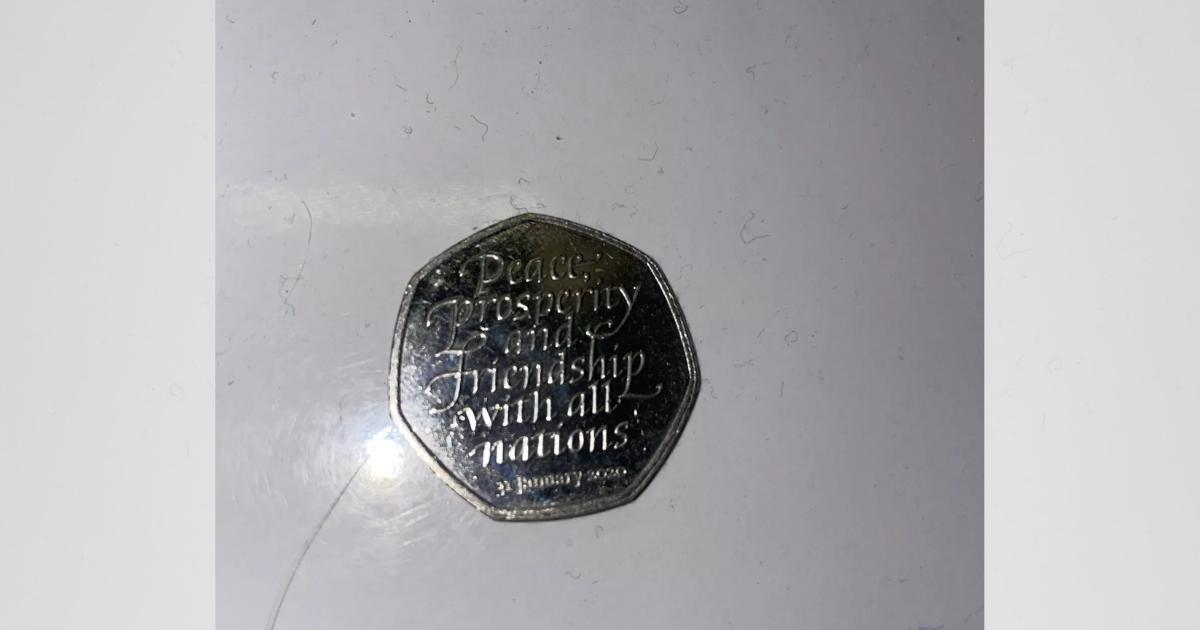 Peace,
prosperity
and
friendship
with all
nations
31 January 2020